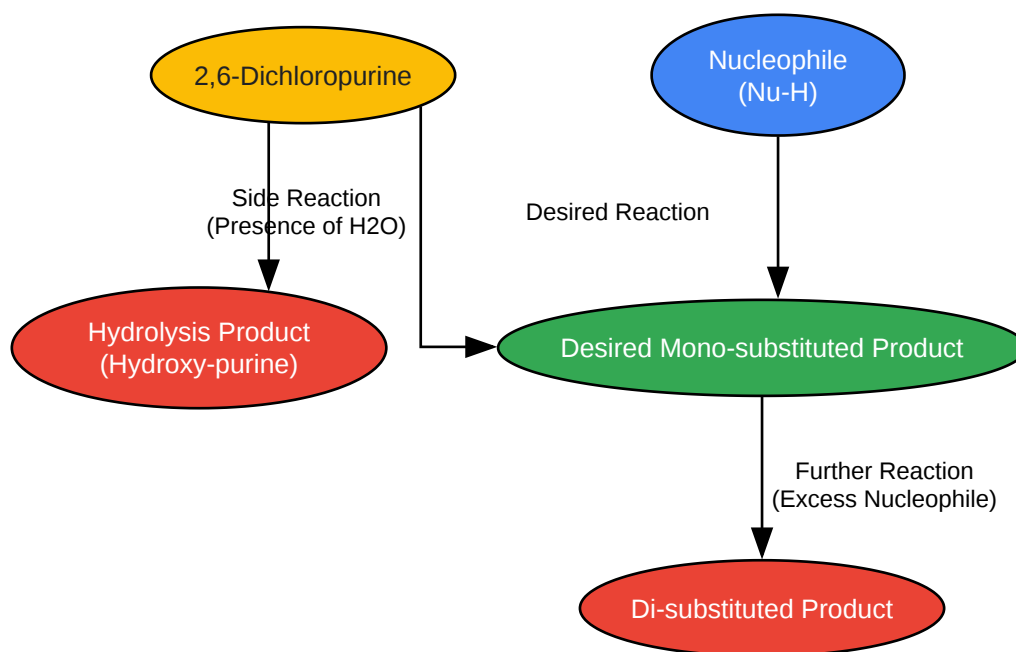 2,6-Dichloropurine
Nucleophile
(Nu-H)
Side Reaction
(Presence of H2O)
Desired Reaction
Hydrolysis Product
(Hydroxy-purine)
Desired Mono-substituted Product
Further Reaction
(Excess Nucleophile)
Di-substituted Product